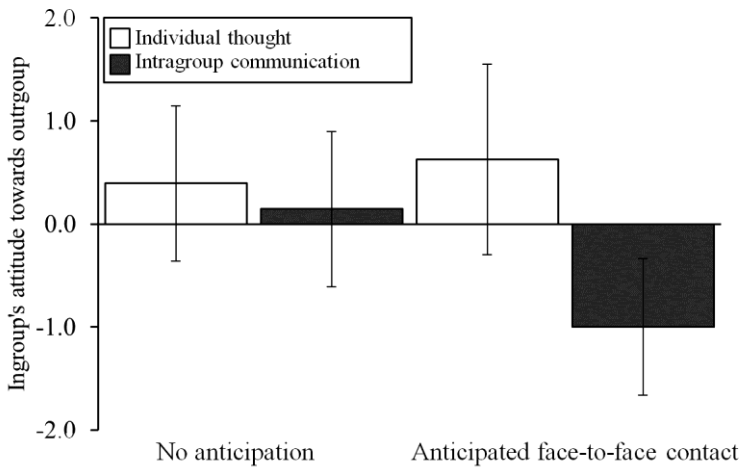 2.0
Individual thought
Intragroup communication
1.0
0.0
-1.0
-2.0
Ingroup's attitude towards outrgoup
No anticipation
Anticipated face-to-face contact